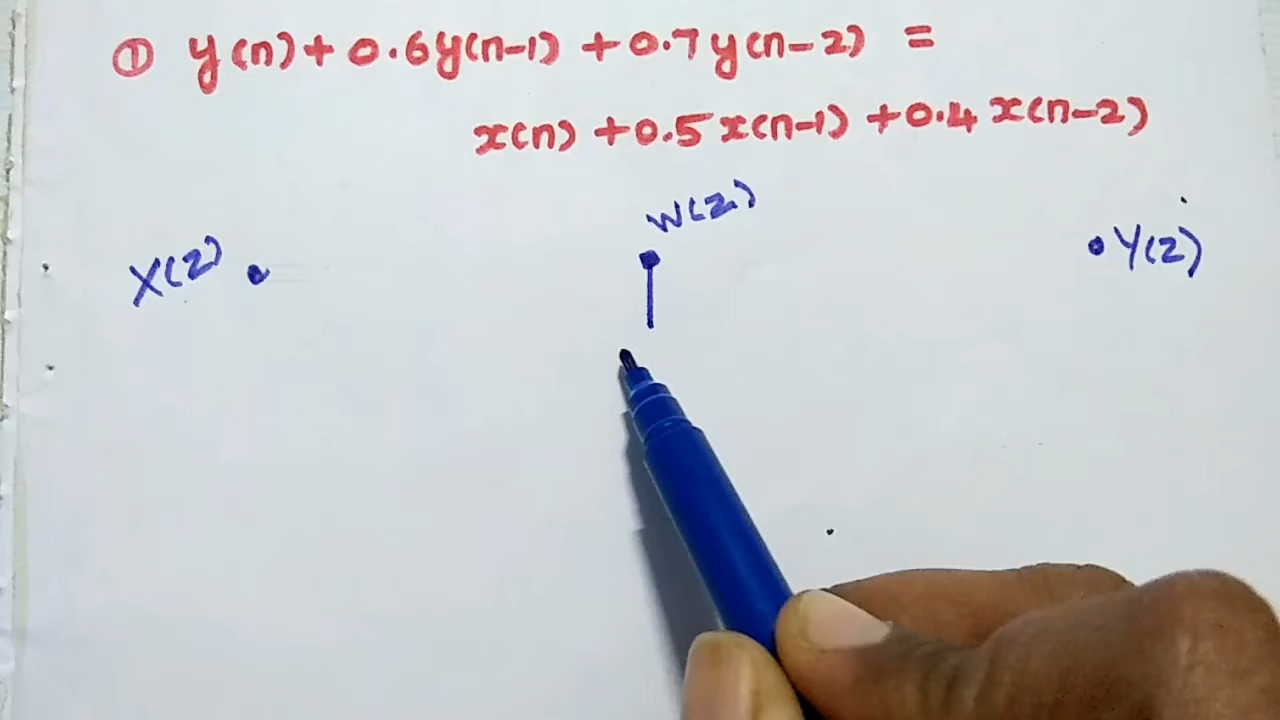 ① y(n) + 0.6y(n-1) + 0.7y(n-2) =
x(n) + 0.5x(n-1) + 0.4x(n-2)
W(z)
X(z)
Y(z)